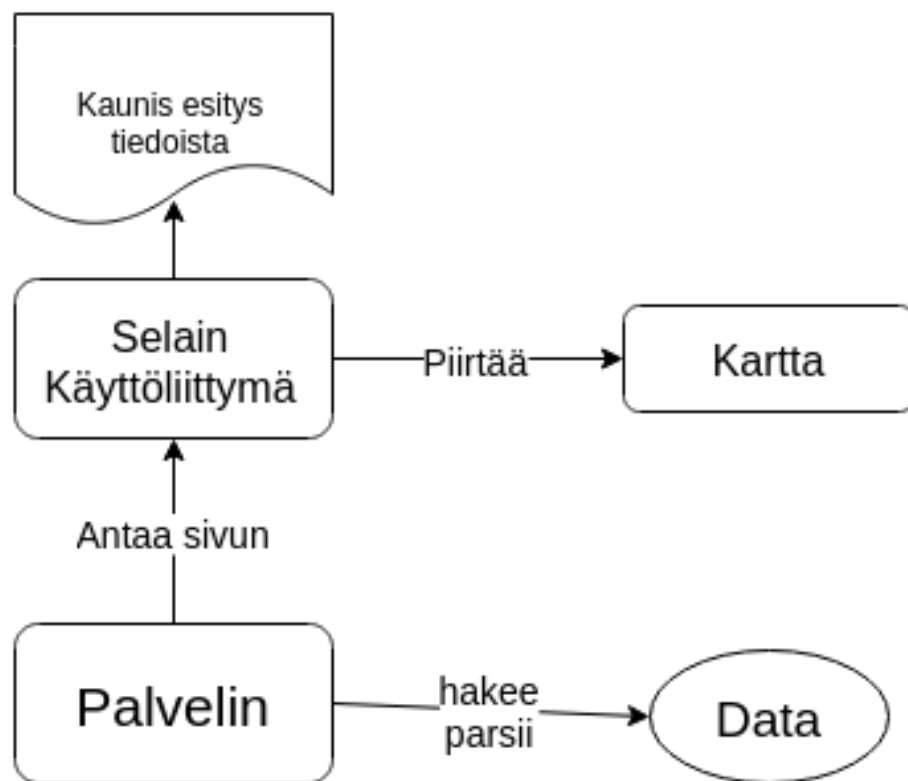 Kaunis esitys
tiedoista
Selain
Käyttöliittymä
Piirtää
Kartta
Antaa sivun
Palvelin
hakee
parsii
Data